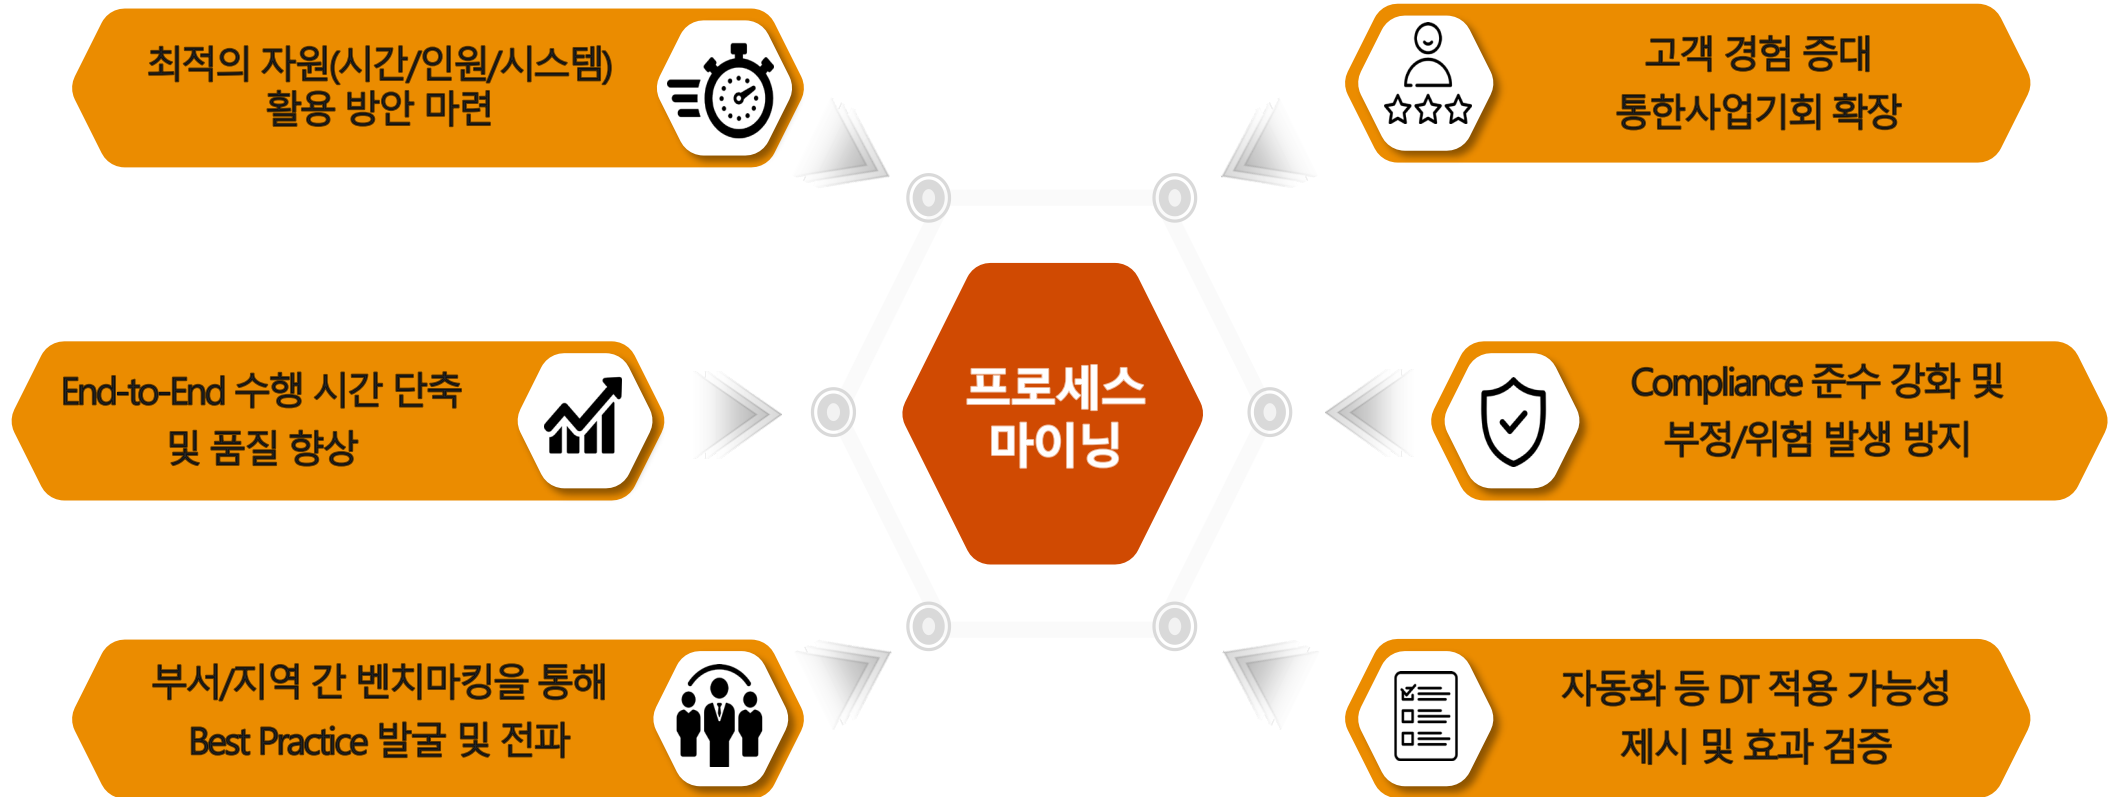 최적의 자원(시간/인원/시스템)
활용 방안 마련
고객 경험 증대
통한사업기회 확장
End-to-End 수행 시간 단축
및 품질 향상
프로세스
마이닝
Compliance 준수 강화 및
부정/위험 발생 방지
부서/지역 간 벤치마킹을 통해
Best Practice 발굴 및 전파
자동화 등 DT 적용 가능성
제시 및 효과 검증